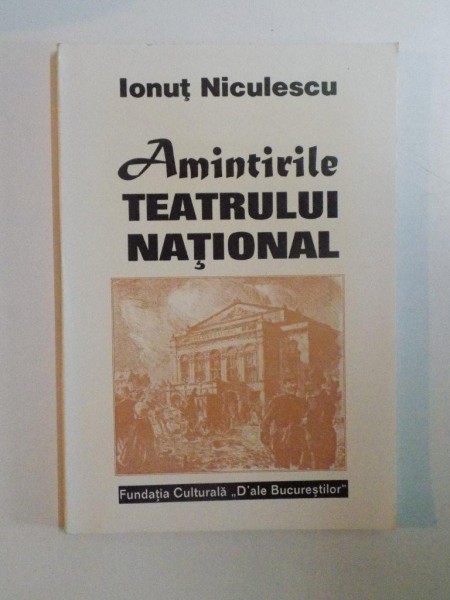 Ionuţ Niculescu
Amintirile
TEATRULUI
NAŢIONAL
Fundaţia Culturală „D'ale Bucureştilor"